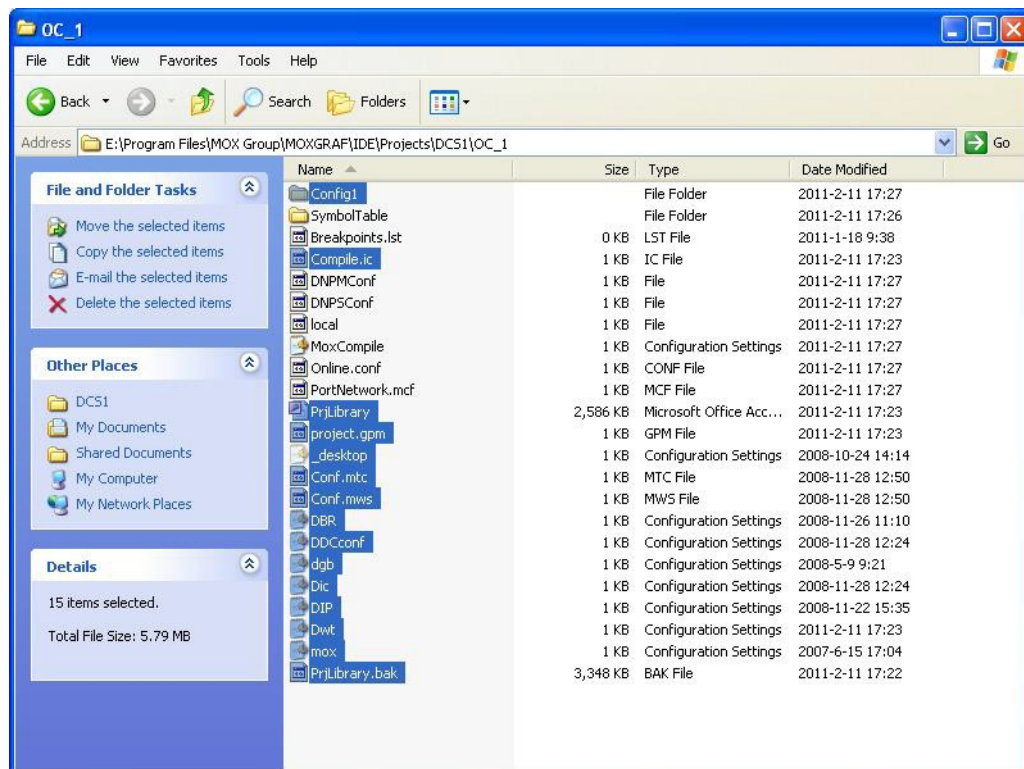 OC_1
File Edit View Favorites Tools Help
Back Search Folders
Address E:\Program Files\MOX Group\MOXGRAF\IDE\Projects\DCS1\OC_1 Go
File and Folder Tasks
Move the selected items
Copy the selected items
E-mail the selected items
Delete the selected items
Other Places
DCS1
My Documents
Shared Documents
My Computer
My Network Places
Details
15 items selected.
Total File Size: 5.79 MB
Name Size Type Date Modified
Config1 File Folder 2011-2-11 17:27
SymbolTable File Folder 2011-2-11 17:26
Breakpoints.lst 0 KB LST File 2011-1-18 9:38
Compile.ic 1 KB IC File 2011-2-11 17:23
DNPMConf 1 KB File 2011-2-11 17:27
DNPSConf 1 KB File 2011-2-11 17:27
local 1 KB File 2011-2-11 17:27
MoxCompile 1 KB Configuration Settings 2011-2-11 17:27
Online.conf 1 KB CONF File 2011-2-11 17:27
PortNetwork.mcf 1 KB MCF File 2011-2-11 17:27
PrjLibrary 2,586 KB Microsoft Office Acc... 2011-2-11 17:23
project.gpm 1 KB GPM File 2011-2-11 17:23
_desktop 1 KB Configuration Settings 2008-10-24 14:14
Conf.mtc 1 KB MTC File 2008-11-28 12:50
Conf.mws 1 KB MWS File 2008-11-28 12:50
DBR 1 KB Configuration Settings 2008-11-26 11:10
DDCconf 1 KB Configuration Settings 2008-11-28 12:24
dgb 1 KB Configuration Settings 2008-5-9 9:21
Dic 1 KB Configuration Settings 2008-11-28 12:24
DIP 1 KB Configuration Settings 2008-11-22 15:35
Dwt 1 KB Configuration Settings 2011-2-11 17:23
mox 1 KB Configuration Settings 2007-6-15 17:04
PrjLibrary.bak 3,348 KB BAK File 2011-2-11 17:22